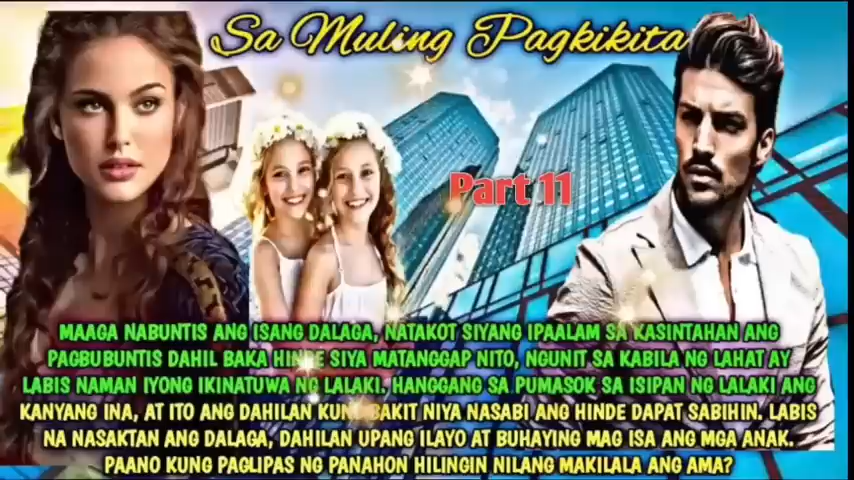 Sa Muling Pagkikita
Part 11
MAAGA NABUNTIS ANG ISANG DALAGA, NATAKOT SIYANG IPAALAM SA KASINTAHAN ANG
PAGBUBUNTIS DAHIL BAKA HINDE SIYA MATANGGAP NITO, NGUNIT SA KABILA NG LAHAT AY
LABIS NAMAN IYONG IKINATUWA NG LALAKI. HANGGANG SA PUMASOK SA ISIPAN NG LALAKI ANG
KANYANG INA, AT ITO ANG DAHILAN KUNG BAKIT NIYA NASABI ANG HINDE DAPAT SABIHIN. LABIS
NA NASAKTAN ANG DALAGA, DAHILAN UPANG ILAYO AT BUHAYING MAG ISA ANG MGA ANAK.
PAANO KUNG PAGLIPAS NG PANAHON HILINGIN NILANG MAKILALA ANG AMA?